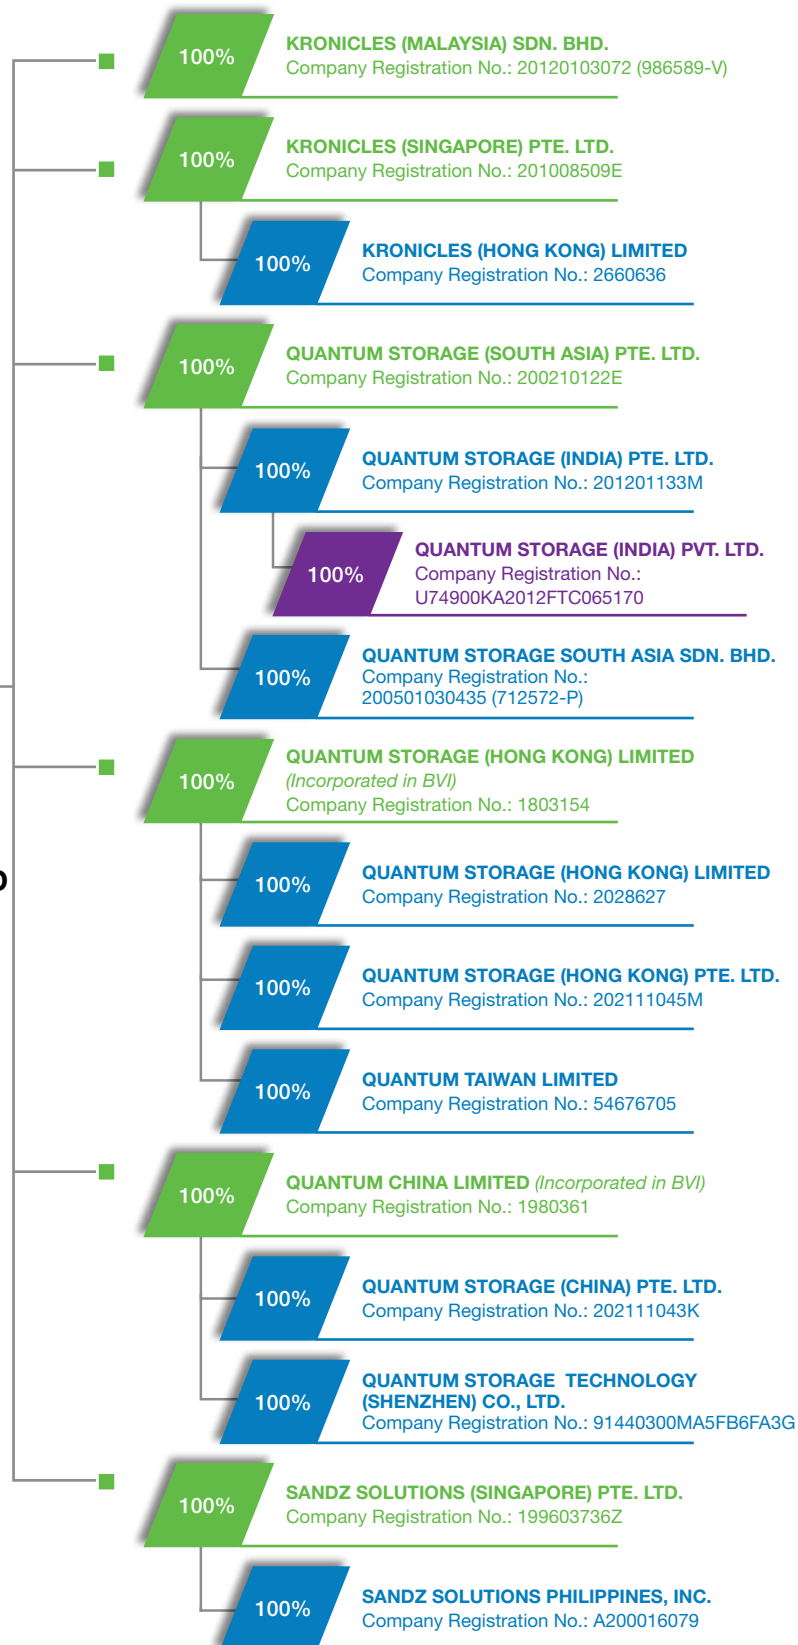 100%
KRONICLES (MALAYSIA) SDN. BHD.
Company Registration No.: 20120103072 (986589-V)
100%
KRONICLES (SINGAPORE) PTE. LTD.
Company Registration No.: 201008509E
100%
KRONICLES (HONG KONG) LIMITED
Company Registration No.: 2660636
100%
QUANTUM STORAGE (SOUTH ASIA) PTE. LTD.
Company Registration No.: 200210122E
100%
QUANTUM STORAGE (INDIA) PTE. LTD.
Company Registration No.: 201201133M
100%
QUANTUM STORAGE (INDIA) PVT. LTD.
Company Registration No.:
U74900KA2012FTC065170
100%
QUANTUM STORAGE SOUTH ASIA SDN. BHD.
Company Registration No.:
200501030435 (712572-P)
100%
QUANTUM STORAGE (HONG KONG) LIMITED
(Incorporated in BVI)
Company Registration No.: 1803154
100%
QUANTUM STORAGE (HONG KONG) LIMITED
Company Registration No.: 2028627
100%
QUANTUM STORAGE (HONG KONG) PTE. LTD.
Company Registration No.: 202111045M
100%
QUANTUM TAIWAN LIMITED
Company Registration No.: 54676705
100%
QUANTUM CHINA LIMITED (Incorporated in BVI)
Company Registration No.: 1980361
100%
QUANTUM STORAGE (CHINA) PTE. LTD.
Company Registration No.: 202111043K
100%
QUANTUM STORAGE TECHNOLOGY
(SHENZHEN) CO., LTD.
Company Registration No.: 91440300MA5FB6FA3G
100%
SANDZ SOLUTIONS (SINGAPORE) PTE. LTD.
Company Registration No.: 199603736Z
100%
SANDZ SOLUTIONS PHILIPPINES, INC.
Company Registration No.: A200016079